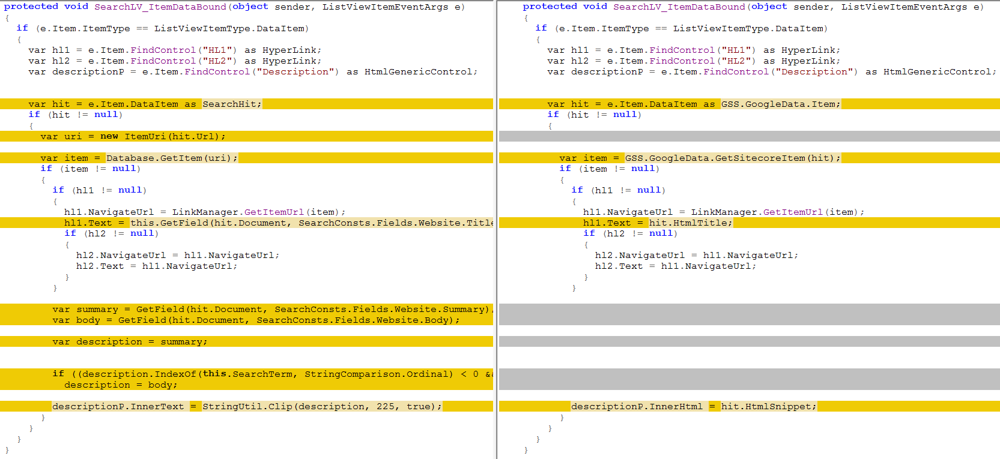 protected void SearchLV_ItemDataBound(object sender, ListViewItemEventArgs e)
{
if (e.Item.ItemType == ListViewItemType.DataItem)
{
var hl1 = e.Item.FindControl("HL1") as HyperLink;
var hl2 = e.Item.FindControl("HL2") as HyperLink;
var descriptionP = e.Item.FindControl("Description") as HtmlGenericControl;
var hit = e.Item.DataItem as SearchHit;
if (hit != null)
{
var uri = new ItemUri(hit.Url);
var item = Database.GetItem(uri);
if (item != null)
{
if (hl1 != null)
{
hl1.NavigateUrl = LinkManager.GetItemUrl(item);
hl1.Text = this.GetField(hit.Document, SearchConsts.Fields.Website.Title
if (hl2 != null)
{
hl2.NavigateUrl = hl1.NavigateUrl;
hl2.Text = hl1.NavigateUrl;
}
}
var summary = GetField(hit.Document, SearchConsts.Fields.Website.Summary)
var body = GetField(hit.Document, SearchConsts.Fields.Website.Body);
var description = summary;
if ((description.IndexOf(this.SearchTerm, StringComparison.Ordinal) < 0 &&
description = body;
descriptionP.InnerText = StringUtil.Clip(description, 225, true);
}
}
}
}
protected void SearchLV_ItemDataBound(object sender, ListViewItemEventArgs e)
{
if (e.Item.ItemType == ListViewItemType.DataItem)
{
var hl1 = e.Item.FindControl("HL1") as HyperLink;
var hl2 = e.Item.FindControl("HL2") as HyperLink;
var descriptionP = e.Item.FindControl("Description") as HtmlGenericControl;
var hit = e.Item.DataItem as GSS.GoogleData.Item;
if (hit != null)
{
var item = GSS.GoogleData.GetSitecoreItem(hit);
if (item != null)
{
if (hl1 != null)
{
hl1.NavigateUrl = LinkManager.GetItemUrl(item);
hl1.Text = hit.HtmlTitle;
if (hl2 != null)
{
hl2.NavigateUrl = hl1.NavigateUrl;
hl2.Text = hl1.NavigateUrl;
}
}
descriptionP.InnerHtml = hit.HtmlSnippet;
}
}
}
}